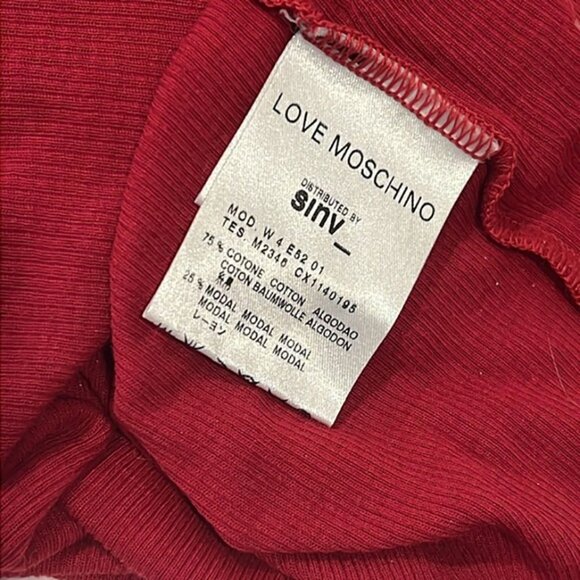 LOVE MOSCHINO
DISTRIBUTED BY
sinv_
MOD. W 4 E52 01
TES. M2346 CX1140195
75 % COTONE COTTON ALGODAO
COTON BAUMWOLLE ALGODON
綿
25 % MODAL MODAL MODAL
MODAL MODAL MODAL
レーヨン